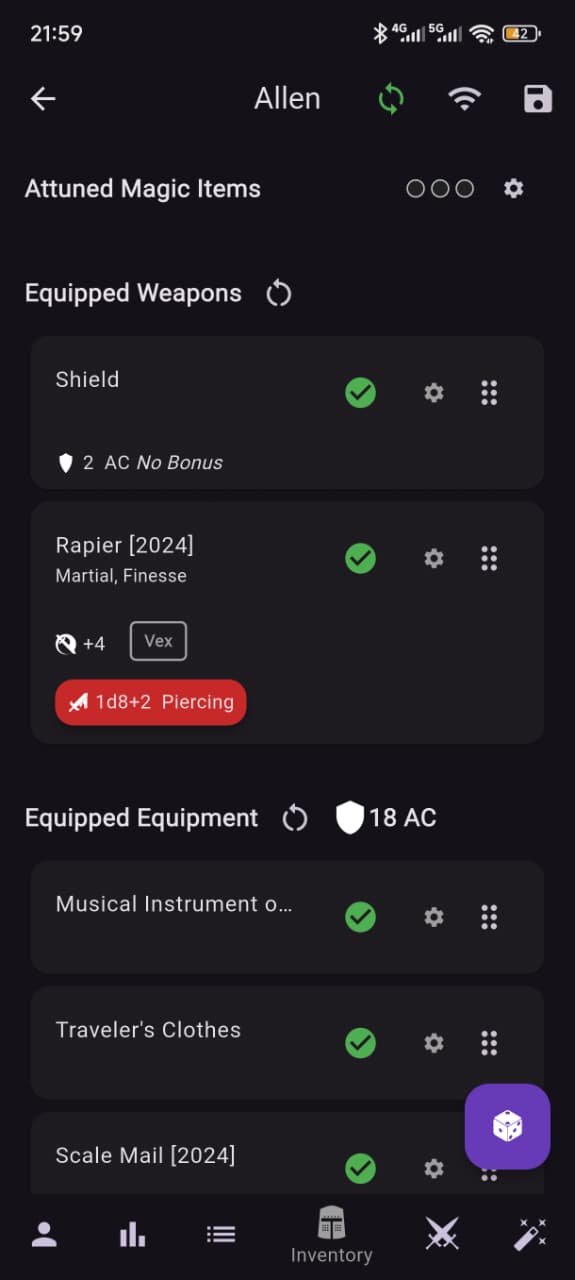 21:59
4G 5G 42
Allen
Attuned Magic Items
Equipped Weapons
Shield
2 AC No Bonus
Rapier [2024]
Martial, Finesse
+4 Vex
1d8+2 Piercing
Equipped Equipment 18 AC
Musical Instrument o...
Traveler's Clothes
Scale Mail [2024]
Inventory